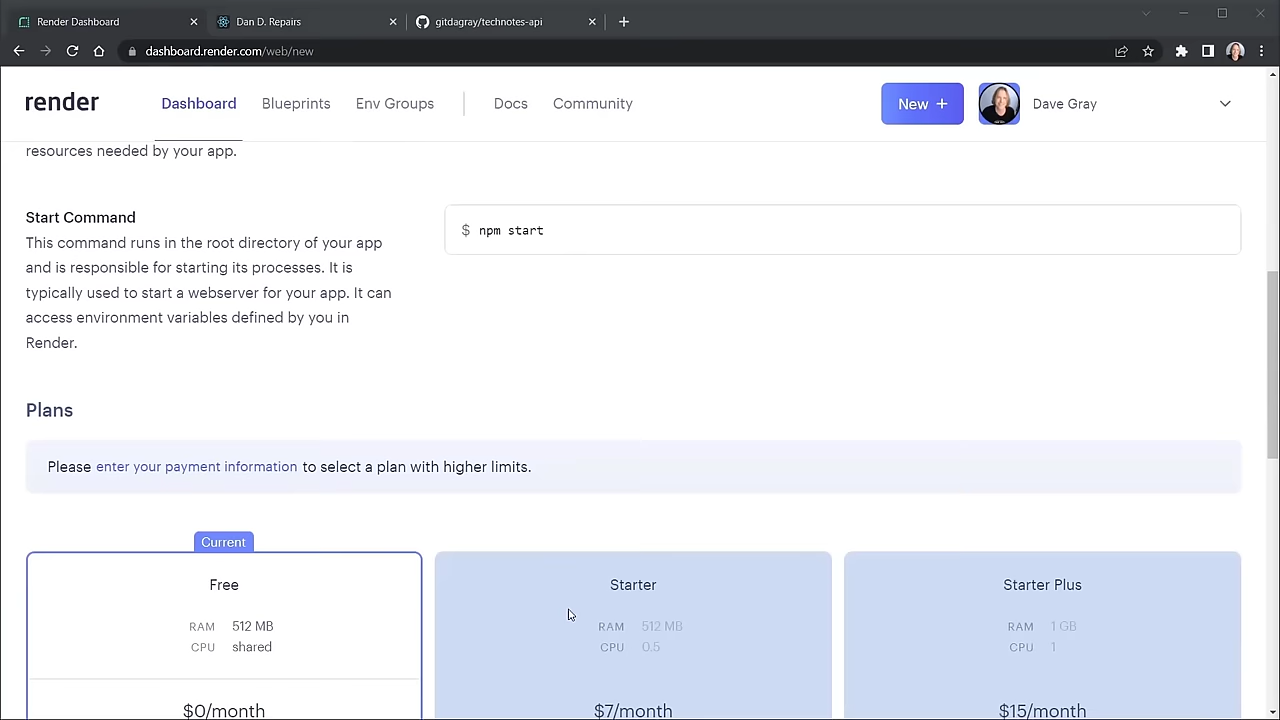 Render Dashboard
Dan D. Repairs
gitdagray/technotes-api
dashboard.render.com/web/new
render
Dashboard
Blueprints
Env Groups
Docs
Community
New +
Dave Gray
resources needed by your app.
Start Command
This command runs in the root directory of your app
and is responsible for starting its processes. It is
typically used to start a webserver for your app. It can
access environment variables defined by you in
Render.
$ npm start
Plans
Please enter your payment information to select a plan with higher limits.
Current
Free
RAM 512 MB
CPU shared
$0/month
Starter
RAM 512 MB
CPU 0.5
$7/month
Starter Plus
RAM 1 GB
CPU 1
$15/month